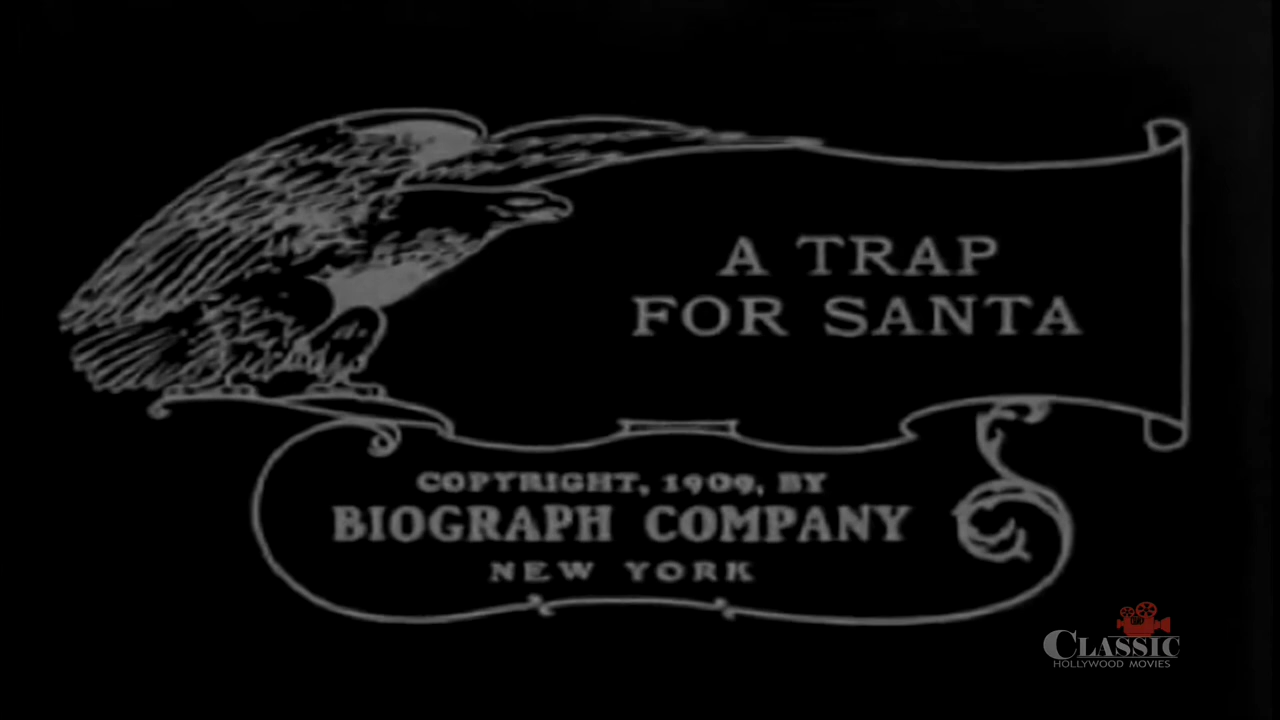 A TRAP
FOR SANTA
COPYRIGHT, 1909, BY
BIOGRAPH COMPANY
NEW YORK
CLASSIC
HOLLYWOOD MOVIES